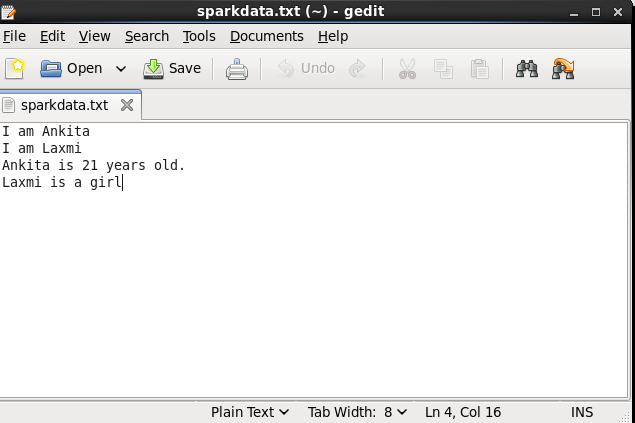 sparkdata.txt (~) - gedit
File Edit View Search Tools Documents Help
Open Save Undo
sparkdata.txt
I am Ankita
I am Laxmi
Ankita is 21 years old.
Laxmi is a girl
Plain Text Tab Width: 8 Ln 4, Col 16 INS